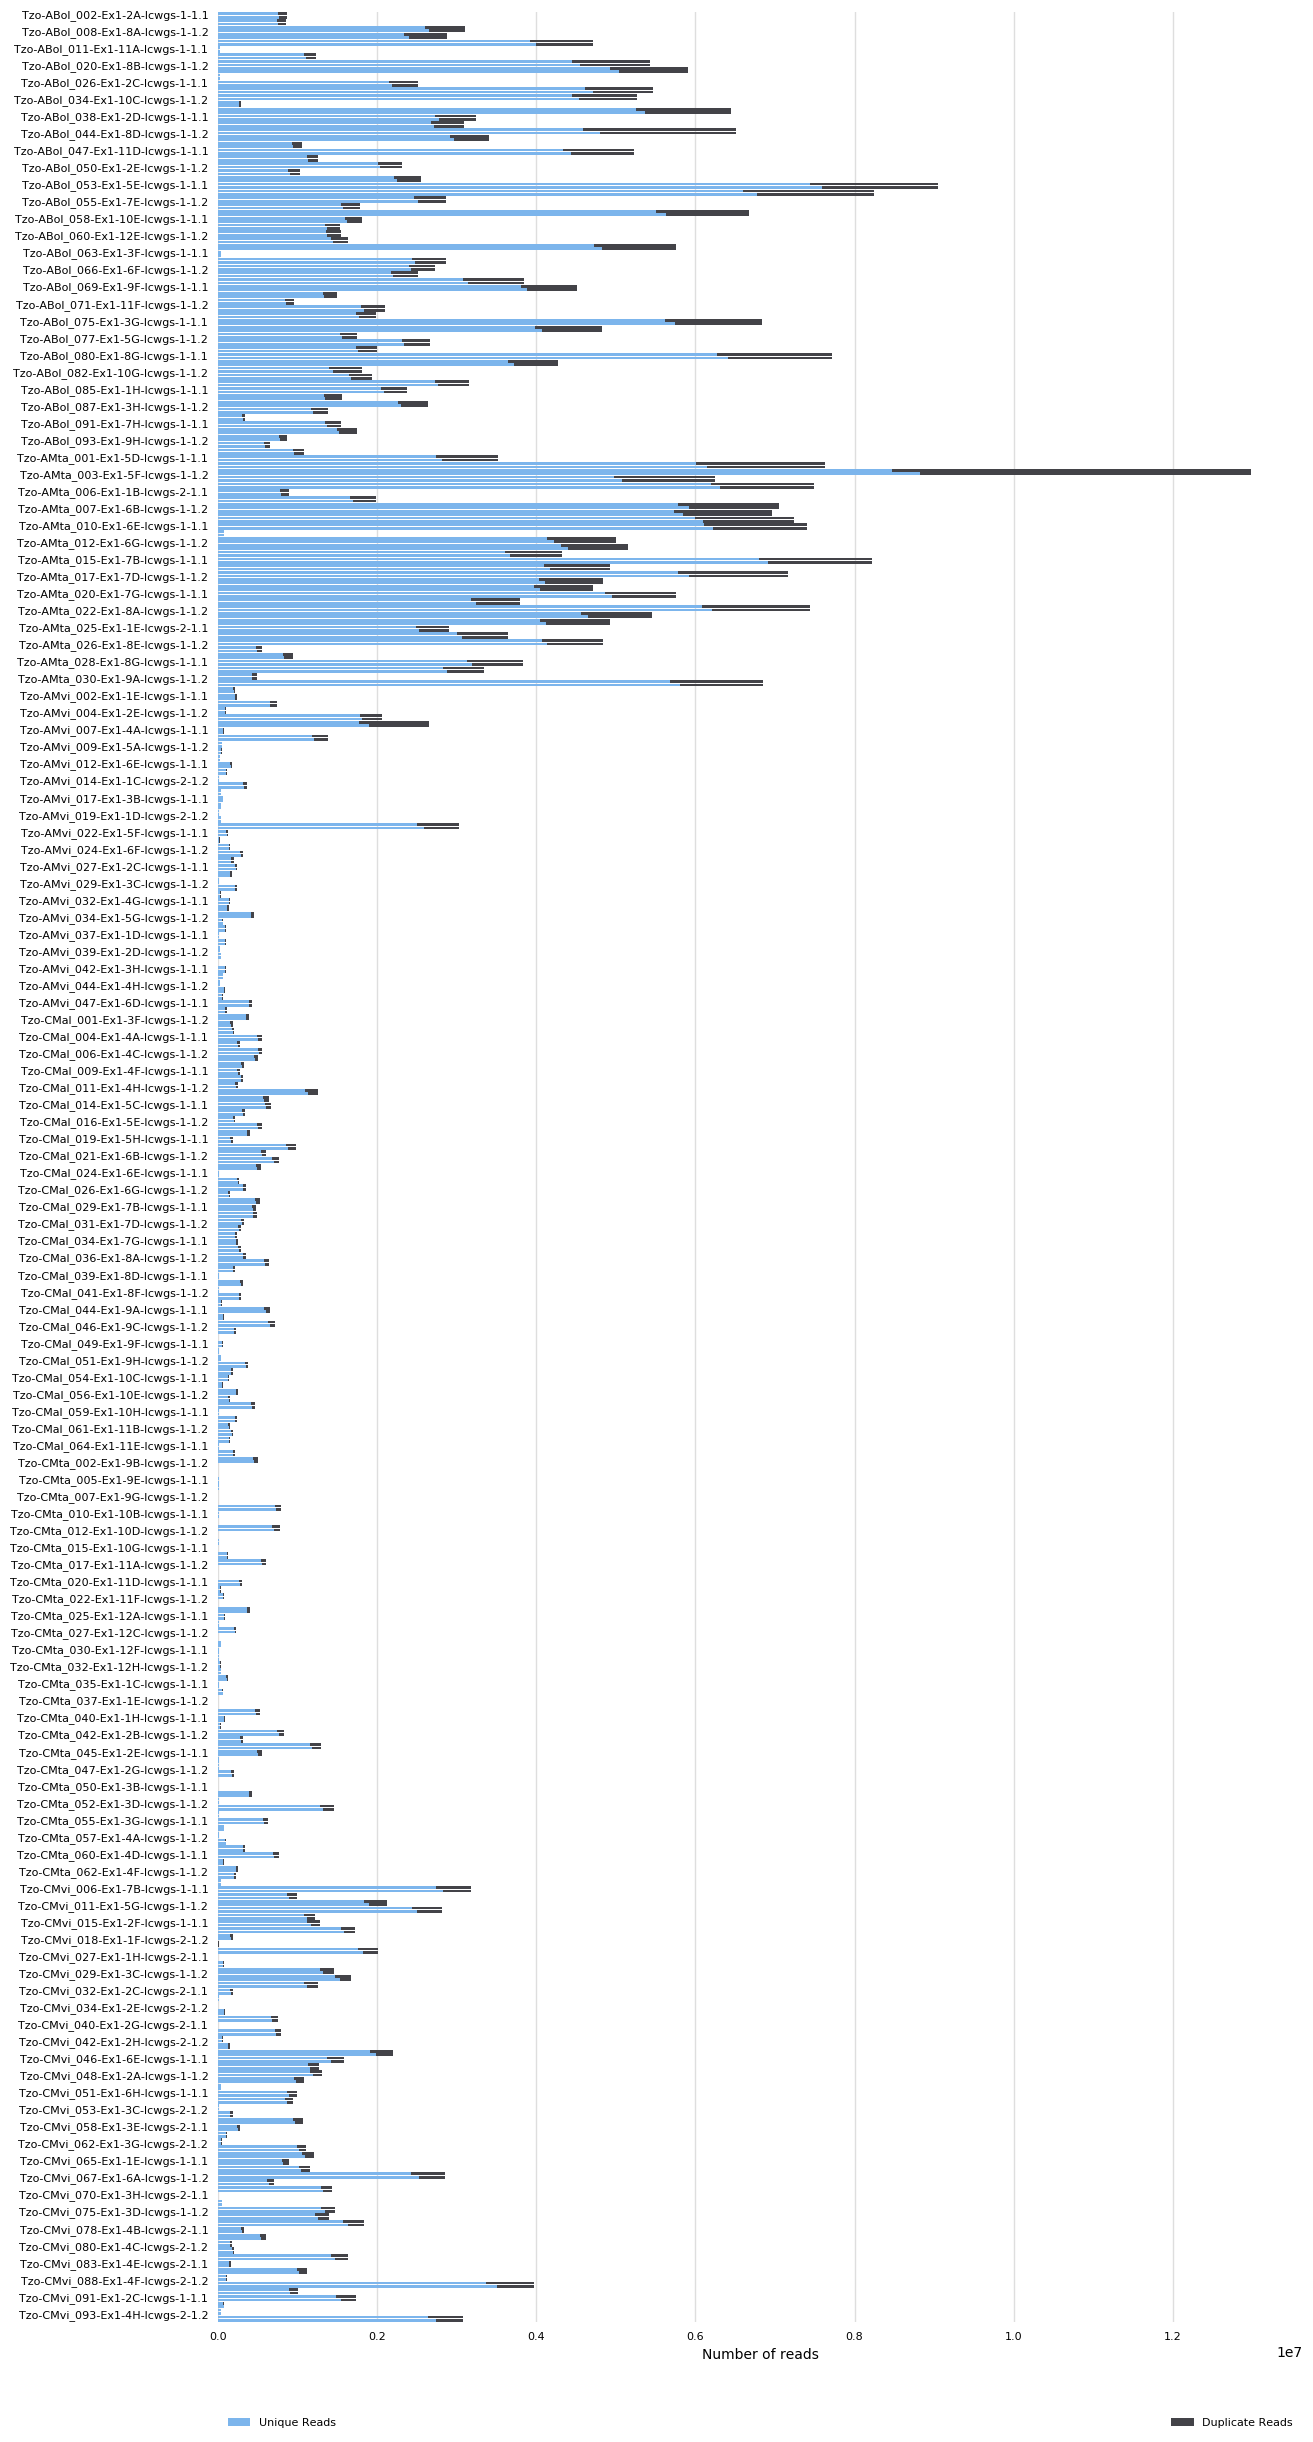 Tzo-ABol_002-Ex1-2A-lcwgs-1-1.1
Tzo-ABol_008-Ex1-8A-lcwgs-1-1.2
Tzo-ABol_011-Ex1-11A-lcwgs-1-1.1
Tzo-ABol_020-Ex1-8B-lcwgs-1-1.2
Tzo-ABol_026-Ex1-2C-lcwgs-1-1.1
Tzo-ABol_034-Ex1-10C-lcwgs-1-1.2
Tzo-ABol_038-Ex1-2D-lcwgs-1-1.1
Tzo-ABol_044-Ex1-8D-lcwgs-1-1.2
Tzo-ABol_047-Ex1-11D-lcwgs-1-1.1
Tzo-ABol_050-Ex1-2E-lcwgs-1-1.2
Tzo-ABol_053-Ex1-5E-lcwgs-1-1.1
Tzo-ABol_055-Ex1-7E-lcwgs-1-1.2
Tzo-ABol_058-Ex1-10E-lcwgs-1-1.1
Tzo-ABol_060-Ex1-12E-lcwgs-1-1.2
Tzo-ABol_063-Ex1-3F-lcwgs-1-1.1
Tzo-ABol_066-Ex1-6F-lcwgs-1-1.2
Tzo-ABol_069-Ex1-9F-lcwgs-1-1.1
Tzo-ABol_071-Ex1-11F-lcwgs-1-1.2
Tzo-ABol_075-Ex1-3G-lcwgs-1-1.1
Tzo-ABol_077-Ex1-5G-lcwgs-1-1.2
Tzo-ABol_080-Ex1-8G-lcwgs-1-1.1
Tzo-ABol_082-Ex1-10G-lcwgs-1-1.2
Tzo-ABol_085-Ex1-1H-lcwgs-1-1.1
Tzo-ABol_087-Ex1-3H-lcwgs-1-1.2
Tzo-ABol_091-Ex1-7H-lcwgs-1-1.1
Tzo-ABol_093-Ex1-9H-lcwgs-1-1.2
Tzo-AMta_001-Ex1-5D-lcwgs-1-1.1
Tzo-AMta_003-Ex1-5F-lcwgs-1-1.2
Tzo-AMta_006-Ex1-1B-lcwgs-2-1.1
Tzo-AMta_007-Ex1-6B-lcwgs-1-1.2
Tzo-AMta_010-Ex1-6E-lcwgs-1-1.1
Tzo-AMta_012-Ex1-6G-lcwgs-1-1.2
Tzo-AMta_015-Ex1-7B-lcwgs-1-1.1
Tzo-AMta_017-Ex1-7D-lcwgs-1-1.2
Tzo-AMta_020-Ex1-7G-lcwgs-1-1.1
Tzo-AMta_022-Ex1-8A-lcwgs-1-1.2
Tzo-AMta_025-Ex1-1E-lcwgs-2-1.1
Tzo-AMta_026-Ex1-8E-lcwgs-1-1.2
Tzo-AMta_028-Ex1-8G-lcwgs-1-1.1
Tzo-AMta_030-Ex1-9A-lcwgs-1-1.2
Tzo-AMvi_002-Ex1-1E-lcwgs-1-1.1
Tzo-AMvi_004-Ex1-2E-lcwgs-1-1.2
Tzo-AMvi_007-Ex1-4A-lcwgs-1-1.1
Tzo-AMvi_009-Ex1-5A-lcwgs-1-1.2
Tzo-AMvi_012-Ex1-6E-lcwgs-1-1.1
Tzo-AMvi_014-Ex1-1C-lcwgs-2-1.2
Tzo-AMvi_017-Ex1-3B-lcwgs-1-1.1
Tzo-AMvi_019-Ex1-1D-lcwgs-2-1.2
Tzo-AMvi_022-Ex1-5F-lcwgs-1-1.1
Tzo-AMvi_024-Ex1-6F-lcwgs-1-1.2
Tzo-AMvi_027-Ex1-2C-lcwgs-1-1.1
Tzo-AMvi_029-Ex1-3C-lcwgs-1-1.2
Tzo-AMvi_032-Ex1-4G-lcwgs-1-1.1
Tzo-AMvi_034-Ex1-5G-lcwgs-1-1.2
Tzo-AMvi_037-Ex1-1D-lcwgs-1-1.1
Tzo-AMvi_039-Ex1-2D-lcwgs-1-1.2
Tzo-AMvi_042-Ex1-3H-lcwgs-1-1.1
Tzo-AMvi_044-Ex1-4H-lcwgs-1-1.2
Tzo-AMvi_047-Ex1-6D-lcwgs-1-1.1
Tzo-CMal_001-Ex1-3F-lcwgs-1-1.2
Tzo-CMal_004-Ex1-4A-lcwgs-1-1.1
Tzo-CMal_006-Ex1-4C-lcwgs-1-1.2
Tzo-CMal_009-Ex1-4F-lcwgs-1-1.1
Tzo-CMal_011-Ex1-4H-lcwgs-1-1.2
Tzo-CMal_014-Ex1-5C-lcwgs-1-1.1
Tzo-CMal_016-Ex1-5E-lcwgs-1-1.2
Tzo-CMal_019-Ex1-5H-lcwgs-1-1.1
Tzo-CMal_021-Ex1-6B-lcwgs-1-1.2
Tzo-CMal_024-Ex1-6E-lcwgs-1-1.1
Tzo-CMal_026-Ex1-6G-lcwgs-1-1.2
Tzo-CMal_029-Ex1-7B-lcwgs-1-1.1
Tzo-CMal_031-Ex1-7D-lcwgs-1-1.2
Tzo-CMal_034-Ex1-7G-lcwgs-1-1.1
Tzo-CMal_036-Ex1-8A-lcwgs-1-1.2
Tzo-CMal_039-Ex1-8D-lcwgs-1-1.1
Tzo-CMal_041-Ex1-8F-lcwgs-1-1.2
Tzo-CMal_044-Ex1-9A-lcwgs-1-1.1
Tzo-CMal_046-Ex1-9C-lcwgs-1-1.2
Tzo-CMal_049-Ex1-9F-lcwgs-1-1.1
Tzo-CMal_051-Ex1-9H-lcwgs-1-1.2
Tzo-CMal_054-Ex1-10C-lcwgs-1-1.1
Tzo-CMal_056-Ex1-10E-lcwgs-1-1.2
Tzo-CMal_059-Ex1-10H-lcwgs-1-1.1
Tzo-CMal_061-Ex1-11B-lcwgs-1-1.2
Tzo-CMal_064-Ex1-11E-lcwgs-1-1.1
Tzo-CMta_002-Ex1-9B-lcwgs-1-1.2
Tzo-CMta_005-Ex1-9E-lcwgs-1-1.1
Tzo-CMta_007-Ex1-9G-lcwgs-1-1.2
Tzo-CMta_010-Ex1-10B-lcwgs-1-1.1
Tzo-CMta_012-Ex1-10D-lcwgs-1-1.2
Tzo-CMta_015-Ex1-10G-lcwgs-1-1.1
Tzo-CMta_017-Ex1-11A-lcwgs-1-1.2
Tzo-CMta_020-Ex1-11D-lcwgs-1-1.1
Tzo-CMta_022-Ex1-11F-lcwgs-1-1.2
Tzo-CMta_025-Ex1-12A-lcwgs-1-1.1
Tzo-CMta_027-Ex1-12C-lcwgs-1-1.2
Tzo-CMta_030-Ex1-12F-lcwgs-1-1.1
Tzo-CMta_032-Ex1-12H-lcwgs-1-1.2
Tzo-CMta_035-Ex1-1C-lcwgs-1-1.1
Tzo-CMta_037-Ex1-1E-lcwgs-1-1.2
Tzo-CMta_040-Ex1-1H-lcwgs-1-1.1
Tzo-CMta_042-Ex1-2B-lcwgs-1-1.2
Tzo-CMta_045-Ex1-2E-lcwgs-1-1.1
Tzo-CMta_047-Ex1-2G-lcwgs-1-1.2
Tzo-CMta_050-Ex1-3B-lcwgs-1-1.1
Tzo-CMta_052-Ex1-3D-lcwgs-1-1.2
Tzo-CMta_055-Ex1-3G-lcwgs-1-1.1
Tzo-CMta_057-Ex1-4A-lcwgs-1-1.2
Tzo-CMta_060-Ex1-4D-lcwgs-1-1.1
Tzo-CMta_062-Ex1-4F-lcwgs-1-1.2
Tzo-CMvi_006-Ex1-7B-lcwgs-1-1.1
Tzo-CMvi_011-Ex1-5G-lcwgs-1-1.2
Tzo-CMvi_015-Ex1-2F-lcwgs-1-1.1
Tzo-CMvi_018-Ex1-1F-lcwgs-2-1.2
Tzo-CMvi_027-Ex1-1H-lcwgs-2-1.1
Tzo-CMvi_029-Ex1-3C-lcwgs-1-1.2
Tzo-CMvi_032-Ex1-2C-lcwgs-2-1.1
Tzo-CMvi_034-Ex1-2E-lcwgs-2-1.2
Tzo-CMvi_040-Ex1-2G-lcwgs-2-1.1
Tzo-CMvi_042-Ex1-2H-lcwgs-2-1.2
Tzo-CMvi_046-Ex1-6E-lcwgs-1-1.1
Tzo-CMvi_048-Ex1-2A-lcwgs-1-1.2
Tzo-CMvi_051-Ex1-6H-lcwgs-1-1.1
Tzo-CMvi_053-Ex1-3C-lcwgs-2-1.2
Tzo-CMvi_058-Ex1-3E-lcwgs-2-1.1
Tzo-CMvi_062-Ex1-3G-lcwgs-2-1.2
Tzo-CMvi_065-Ex1-1E-lcwgs-1-1.1
Tzo-CMvi_067-Ex1-6A-lcwgs-1-1.2
Tzo-CMvi_070-Ex1-3H-lcwgs-2-1.1
Tzo-CMvi_075-Ex1-3D-lcwgs-1-1.2
Tzo-CMvi_078-Ex1-4B-lcwgs-2-1.1
Tzo-CMvi_080-Ex1-4C-lcwgs-2-1.2
Tzo-CMvi_083-Ex1-4E-lcwgs-2-1.1
Tzo-CMvi_088-Ex1-4F-lcwgs-2-1.2
Tzo-CMvi_091-Ex1-2C-lcwgs-1-1.1
Tzo-CMvi_093-Ex1-4H-lcwgs-2-1.2
0.0 0.2 0.4 0.6 0.8 1.0 1.2
Number of reads
1e7
Unique Reads
Duplicate Reads